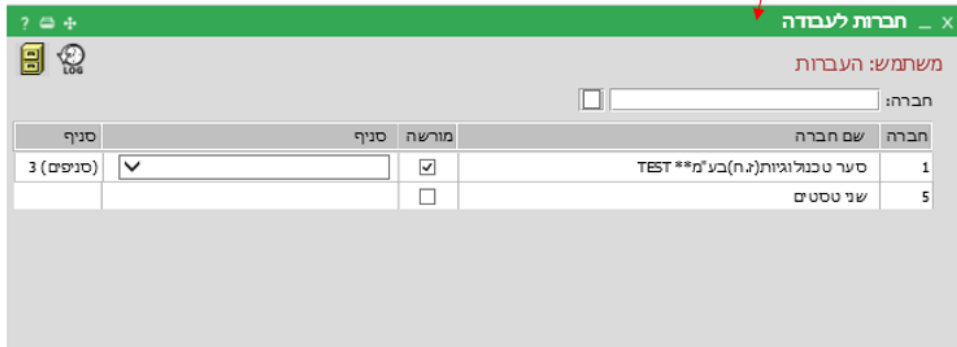 חברות לעבודה
LOG
משתמש: העברות
חברה:
חברה שם חברה מורשה סניף סניף
1 סער טכנולוגיות(ז.ח)בע"מ** TEST (סניפים) 3
5 שני טסטים